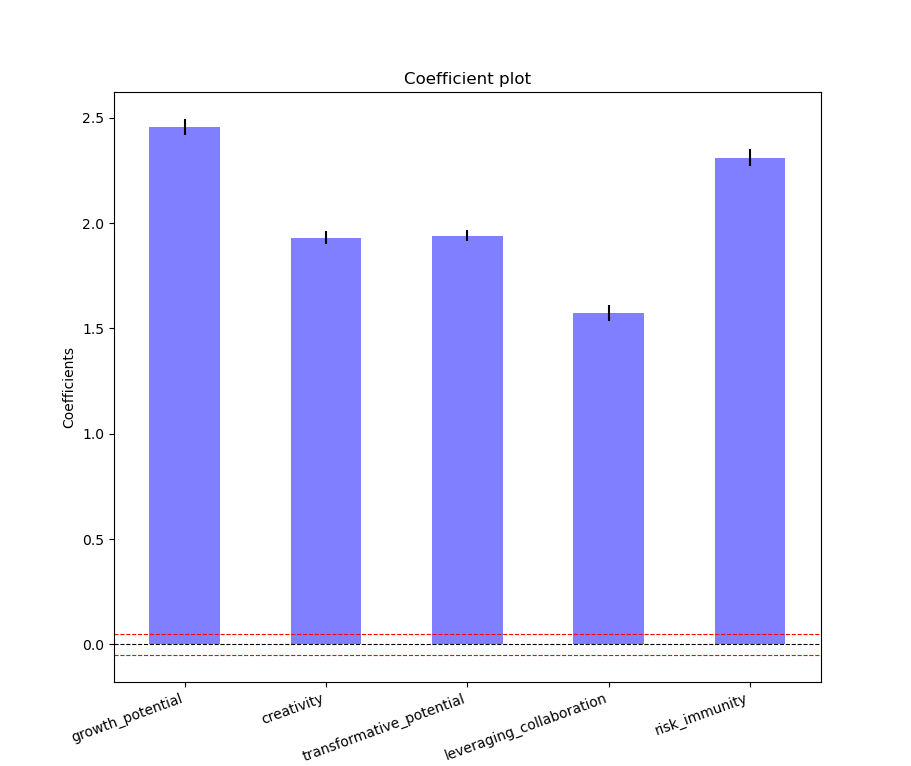 Coefficient plot
Coefficients
2.5
2.0
1.5
1.0
0.5
0.0
growth_potential
creativity
transformative_potential
leveraging_collaboration
risk_immunity